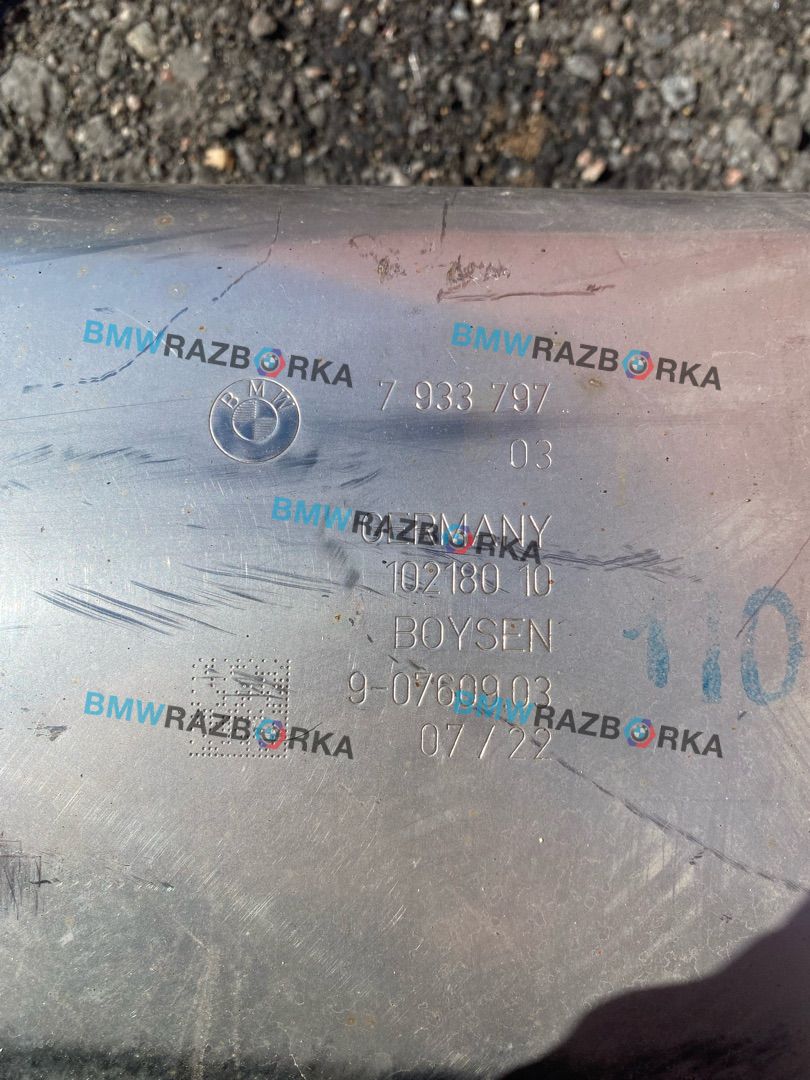 BMWRAZBORKA
BMWRAZBORKA
BMW
7 933 797
03
BMWRAZBORKA
GERMANY
102180 10
BOYSEN
110
9-07609.03
BMWRAZBORKA
BMWRAZBORKA
07/22